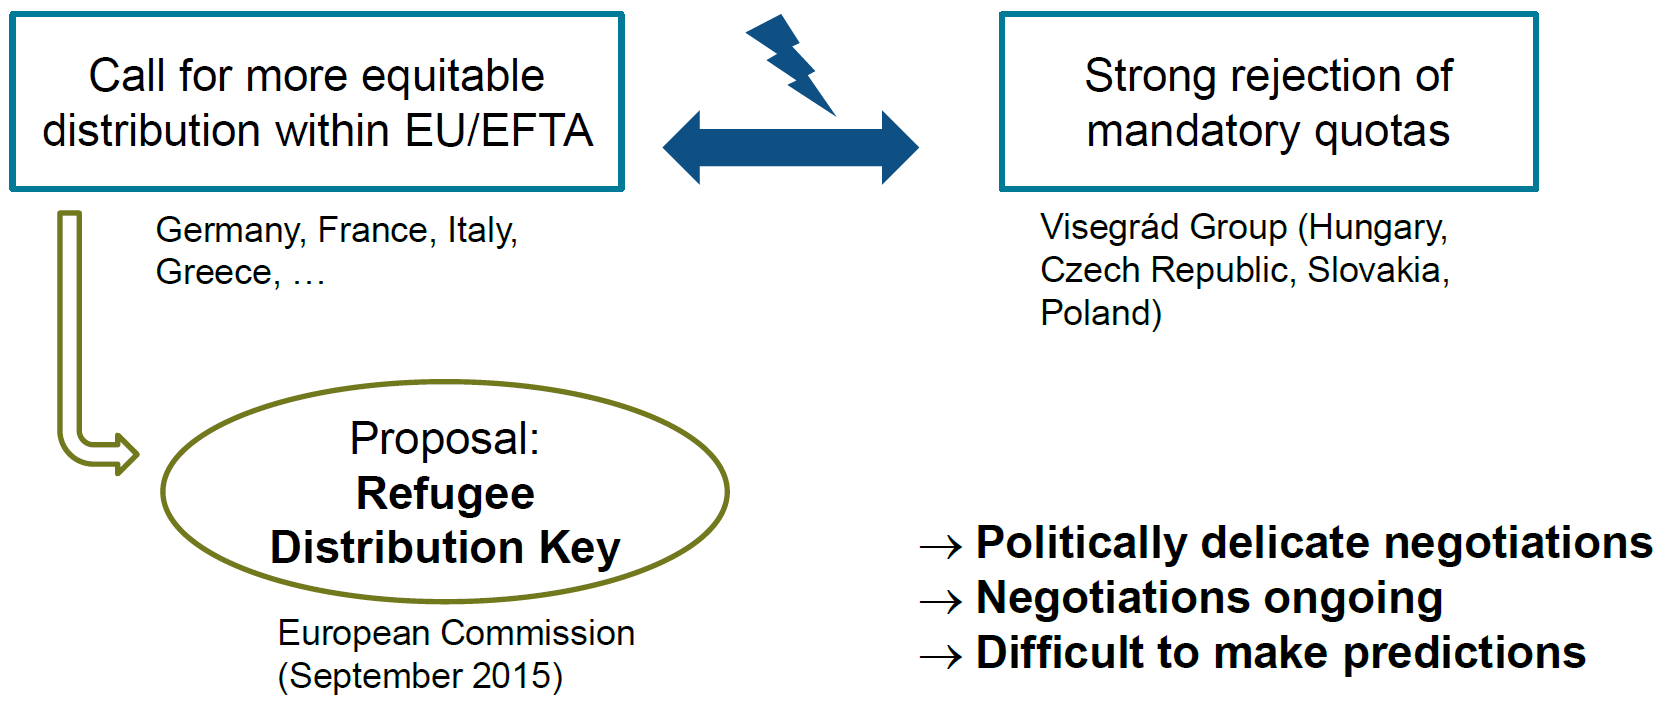 Call for more equitable
distribution within EU/EFTA
Strong rejection of
mandatory quotas
Germany, France, Italy,
Greece, …
Visegrád Group (Hungary,
Czech Republic, Slovakia,
Poland)
Proposal:
Refugee
Distribution Key
European Commission
(September 2015)
→ Politically delicate negotiations
→ Negotiations ongoing
→ Difficult to make predictions